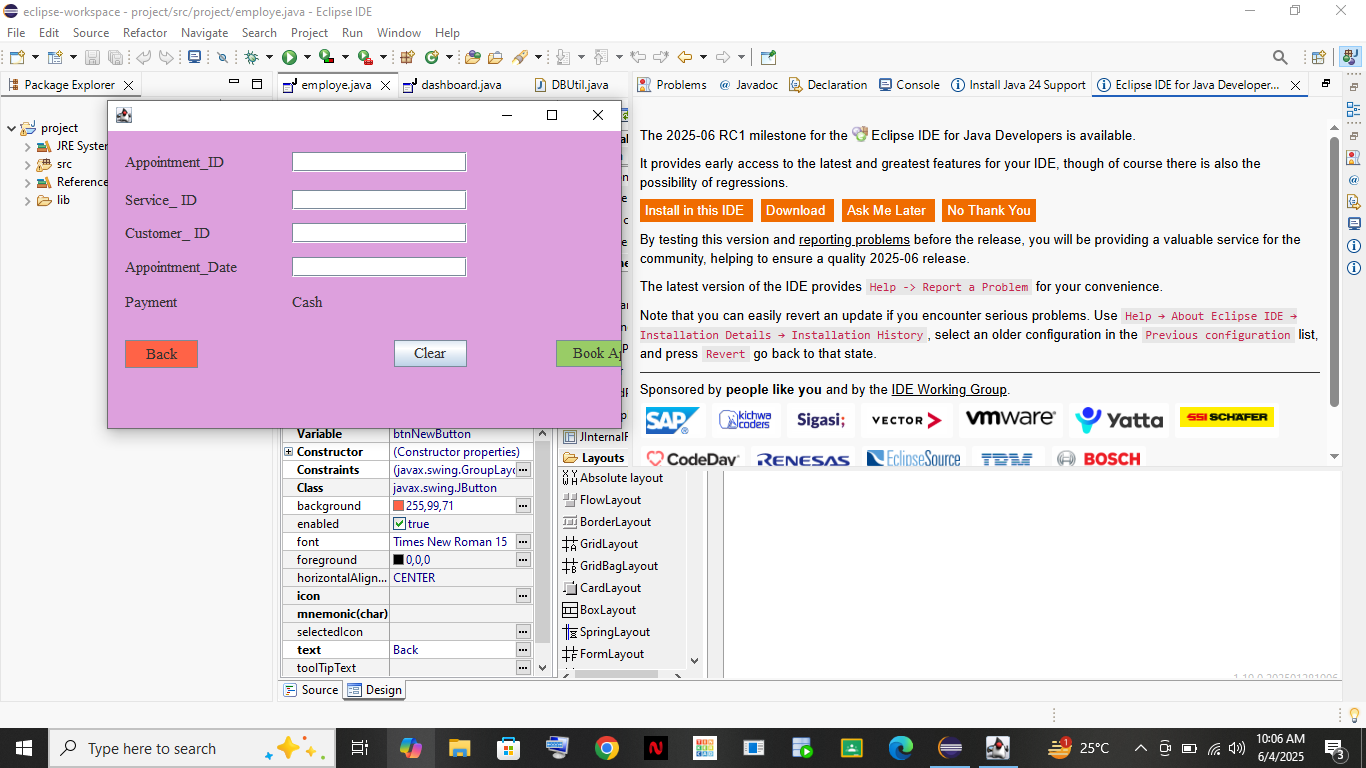 eclipse-workspace - project/src/project/employe.java - Eclipse IDE
File Edit Source Refactor Navigate Search Project Run Window Help
Package Explorer
employe.java
dashboard.java
DBUtil.java
Problems
Javadoc
Declaration
Console
Install Java 24 Support
Eclipse IDE for Java Developer...
project
JRE Syster
src
Reference
lib
Appointment_ID
Service_ ID
Customer_ ID
Appointment_Date
Payment Cash
Back Clear Book Ap
The 2025-06 RC1 milestone for the Eclipse IDE for Java Developers is available.
It provides early access to the latest and greatest features for your IDE, though of course there is also the
possibility of regressions.
Install in this IDE Download Ask Me Later No Thank You
By testing this version and reporting problems before the release, you will be providing a valuable service for the
community, helping to ensure a quality 2025-06 release.
The latest version of the IDE provides Help -> Report a Problem for your convenience.
Note that you can easily revert an update if you encounter serious problems. Use Help → About Eclipse IDE →
Installation Details → Installation History, select an older configuration in the Previous configuration list,
and press Revert go back to that state.
Sponsored by people like you and by the IDE Working Group.
SAP kichwa coders Sigasi; VECTOR vmware Yatta SSI SCHÄFER
CodeDay RENESAS EclipseSource BOSCH
Variable btnNewButton
Constructor (Constructor properties)
Constraints (javax.swing.GroupLayo
Class javax.swing.JButton
background 255,99,71
enabled true
font Times New Roman 15
foreground 0,0,0
horizontalAlign... CENTER
icon
mnemonic(char)
selectedIcon
text Back
toolTipText
JInternalF
Layouts
Absolute layout
FlowLayout
BorderLayout
GridLayout
GridBagLayout
CardLayout
BoxLayout
SpringLayout
FormLayout
Source Design
Type here to search
25°C
10:06 AM
6/4/2025
3